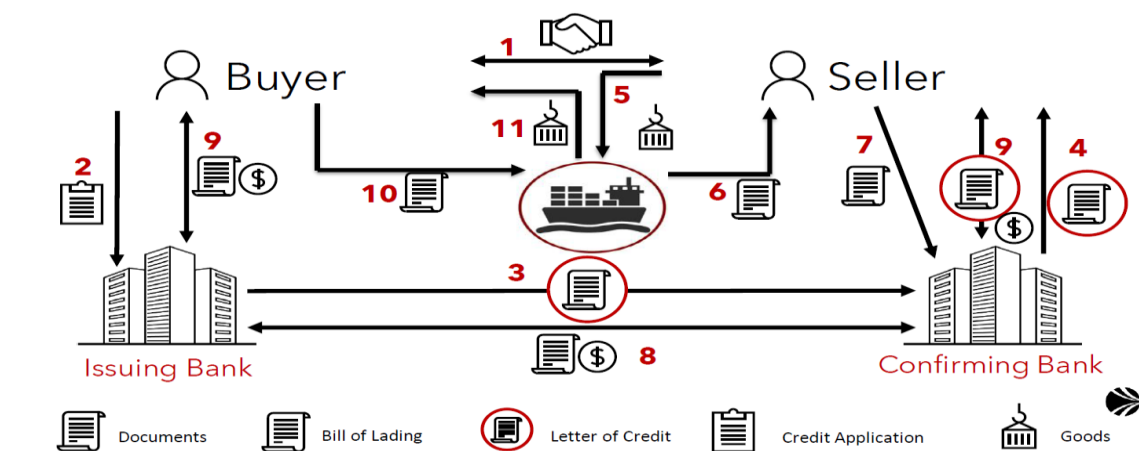 1
Buyer
5
Seller
11
2
9
7
9
4
$
10
6
$
3
$
8
Issuing Bank
Confirming Bank
Documents
Bill of Lading
Letter of Credit
Credit Application
Goods